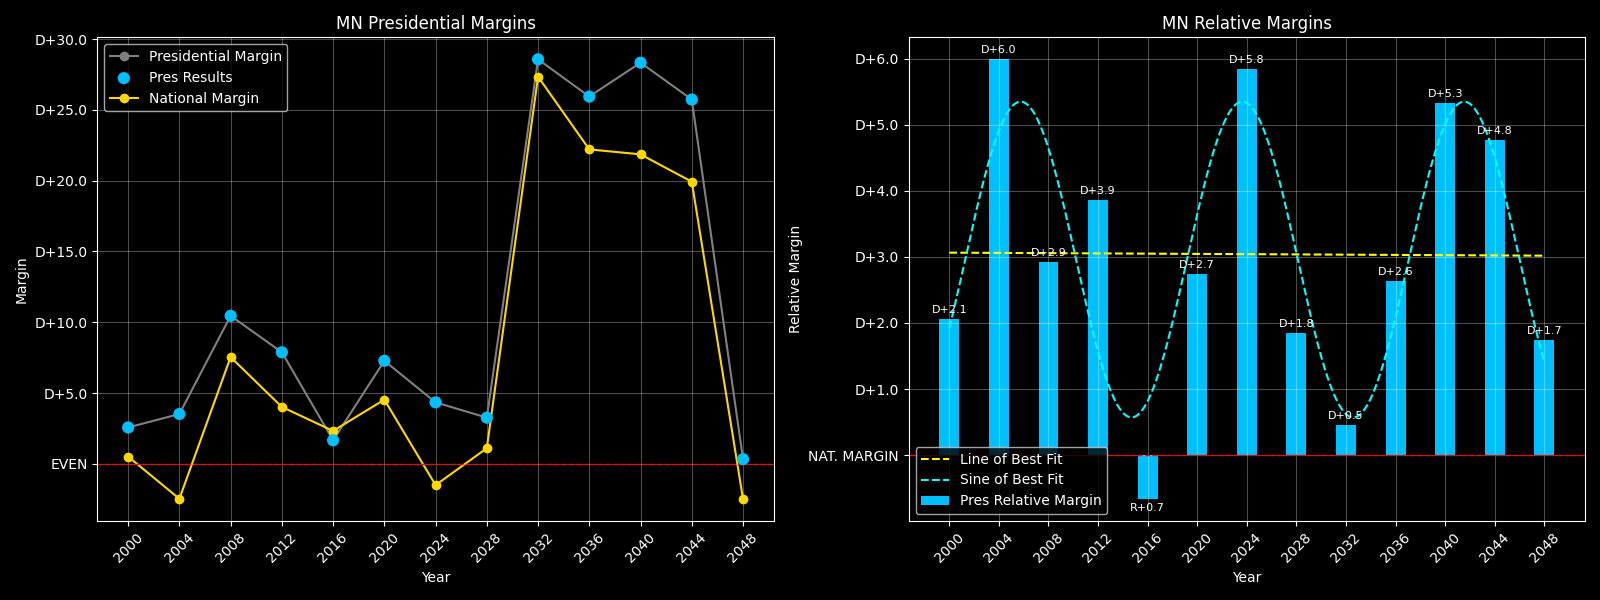 MN Presidential Margins
D+30.0
D+25.0
D+20.0
D+15.0
D+10.0
D+5.0
EVEN
Margin
Presidential Margin
Pres Results
National Margin
2000
2004
2008
2012
2016
2020
2024
2028
2032
2036
2040
2044
2048
Year
MN Relative Margins
D+6.0
D+5.0
D+4.0
D+3.0
D+2.0
D+1.0
NAT. MARGIN
Relative Margin
D+2.1
D+6.0
D+2.9
D+3.9
R+0.7
D+2.7
D+5.8
D+1.8
D+0.5
D+2.6
D+5.3
D+4.8
D+1.7
Line of Best Fit
Sine of Best Fit
Pres Relative Margin
2000
2004
2008
2012
2016
2020
2024
2028
2032
2036
2040
2044
2048
Year